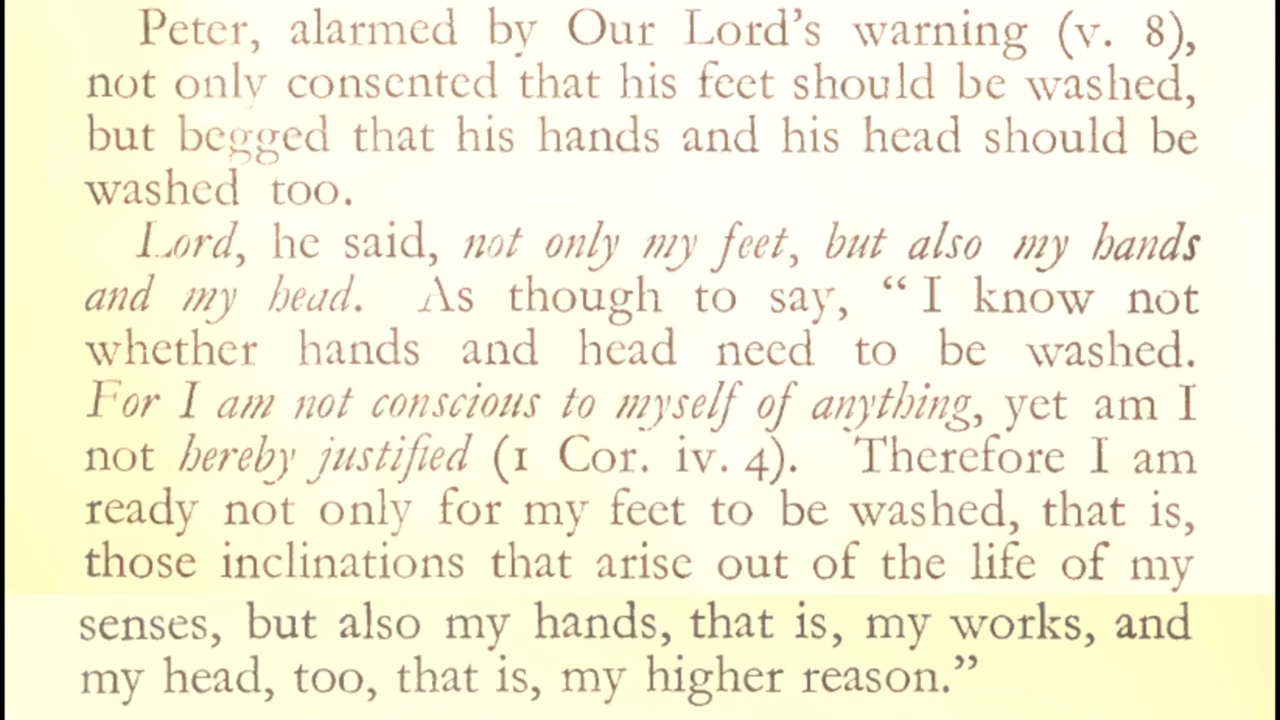 Peter, alarmed by Our Lord's warning (v. 8),
not only consented that his feet should be washed,
but begged that his hands and his head should be
washed too.
Lord, he said, not only my feet, but also my hands
and my head. As though to say, “ I know not
whether hands and head need to be washed.
For I am not conscious to myself of anything, yet am I
not hereby justified (1 Cor. iv. 4). Therefore I am
ready not only for my feet to be washed, that is,
those inclinations that arise out of the life of my
senses, but also my hands, that is, my works, and
my head, too, that is, my higher reason.”